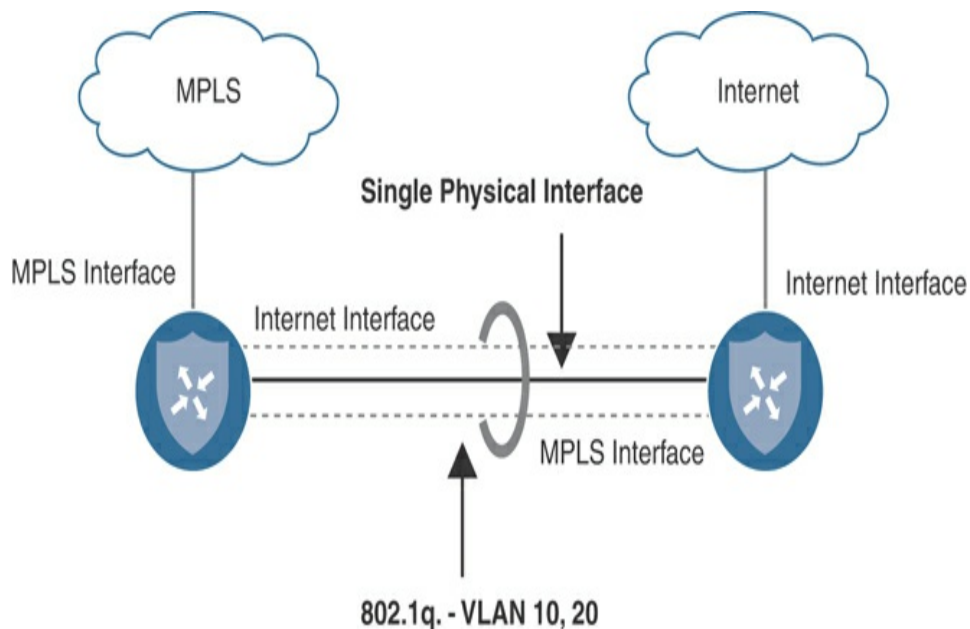 MPLS
Internet
Single Physical Interface
MPLS Interface
Internet Interface
Internet Interface
MPLS Interface
802.1q. - VLAN 10, 20